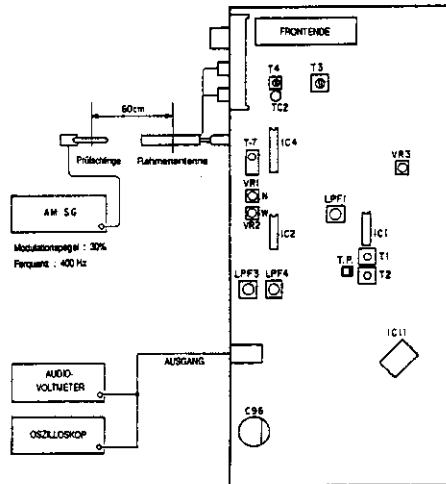 FRONTENDE
T4
T3
TC2
60cm
IC4
T-7
Prüfschlinge
Rahmenantenne
VR3
VR1
N
LPF1
AM SG
W
VR2
IC2
IC1
Modulationspegel : 30%
T1
Ferquenz : 400 Hz
T.P.
T2
LPF3
LPF4
IC11
AUSGANG
AUDIO-
VOLTMETER
C96
OSZILLOSKOP